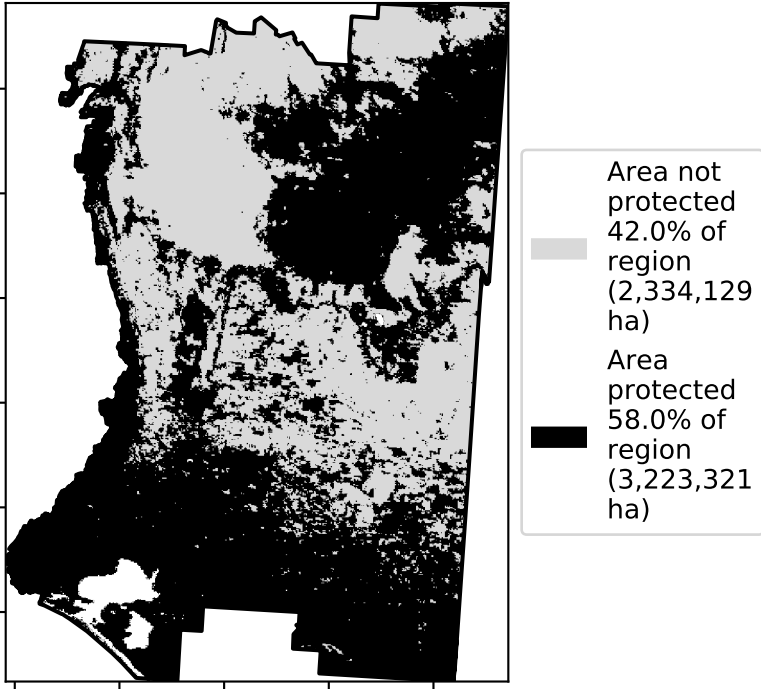 Area not
protected
42.0% of
region
(2,334,129
ha)
Area
protected
58.0% of
region
(3,223,321
ha)